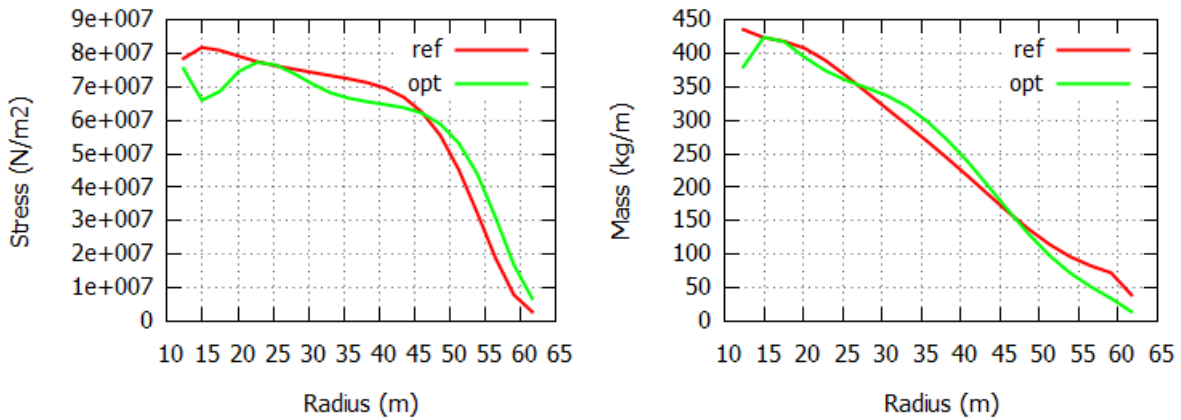 9e+007
8e+007
7e+007
6e+007
5e+007
4e+007
3e+007
2e+007
1e+007
0
Stress (N/m2)
ref
opt
10 15 20 25 30 35 40 45 50 55 60 65
Radius (m)
450
400
350
300
250
200
150
100
50
0
Mass (kg/m)
ref
opt
10 15 20 25 30 35 40 45 50 55 60 65
Radius (m)